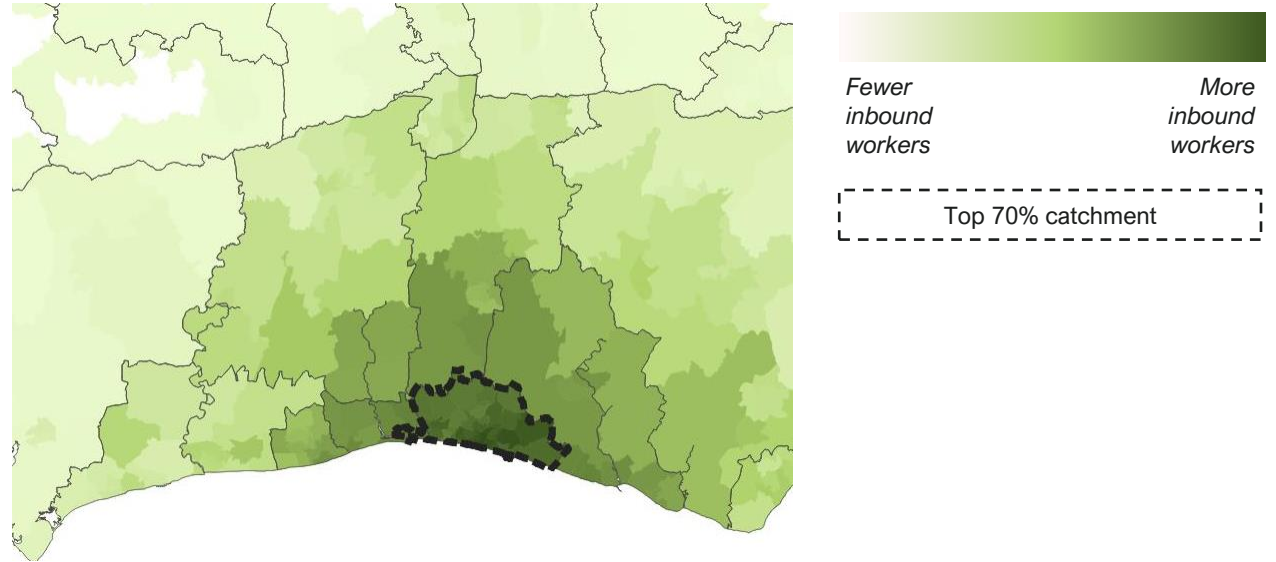 Fewer
inbound
workers
More
inbound
workers
Top 70% catchment